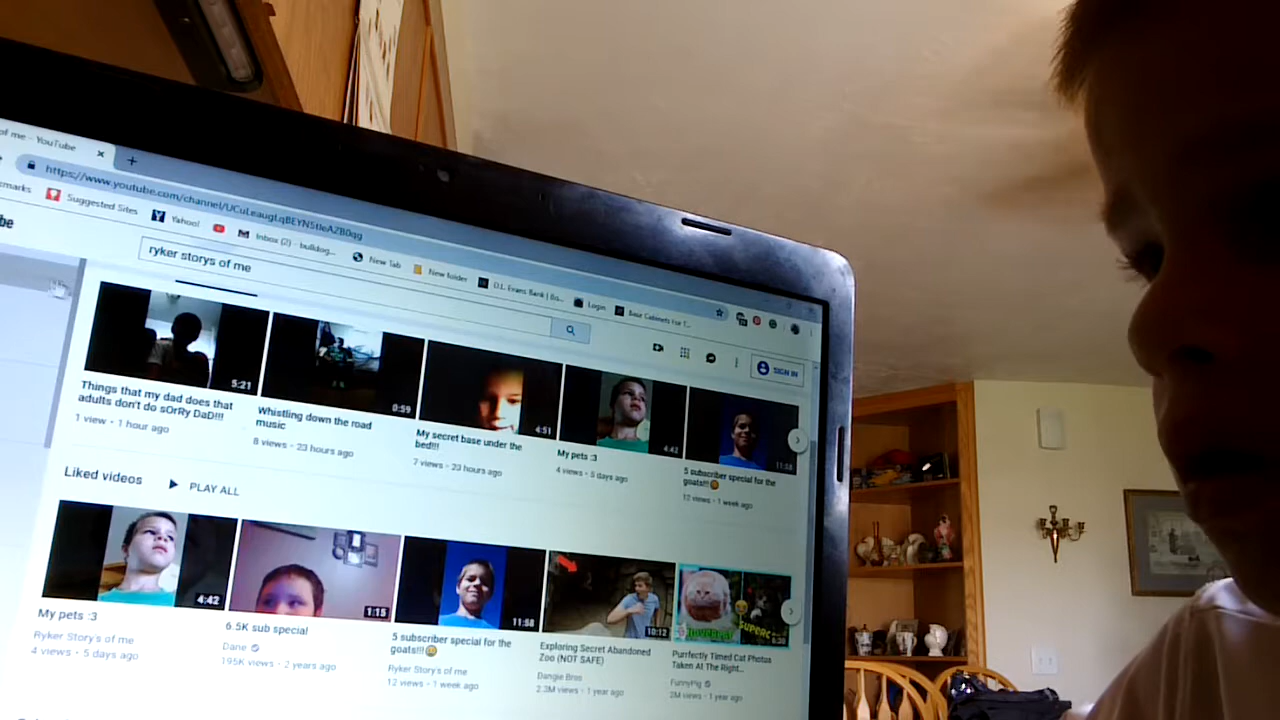 of me - YouTube
https://www.youtube.com/channel/
Suggested Sites
Yahoo!
Inbox (2) - bulldog...
New Tab
New folder
D.L. Evans Bank | Bo...
Login
Base Cabinets For T...
ryker storys of me
SIGN IN
5:21
0:59
4:51
4:42
11:58
Things that my dad does that
adults don't do sOrRy DaD!!!
1 view • 1 hour ago
Whistling down the road
music
8 views • 23 hours ago
My secret base under the
bed!!!
7 views • 23 hours ago
My pets :3
4 views • 5 days ago
5 subscriber special for the
goats!!!
12 views • 1 week ago
Liked videos
PLAY ALL
4:42
1:15
11:58
10:12
My pets :3
Ryker Story's of me
4 views • 5 days ago
6.5K sub special
Dane
195K views • 2 years ago
5 subscriber special for the
goats!!!
Ryker Story's of me
12 views • 1 week ago
Exploring Secret Abandoned
Zoo (NOT SAFE)
Dangie Bros
2.3M views • 1 year ago
Purrfectly Timed Cat Photos
Taken At The Right...
FunnyPig
2M views • 1 year ago